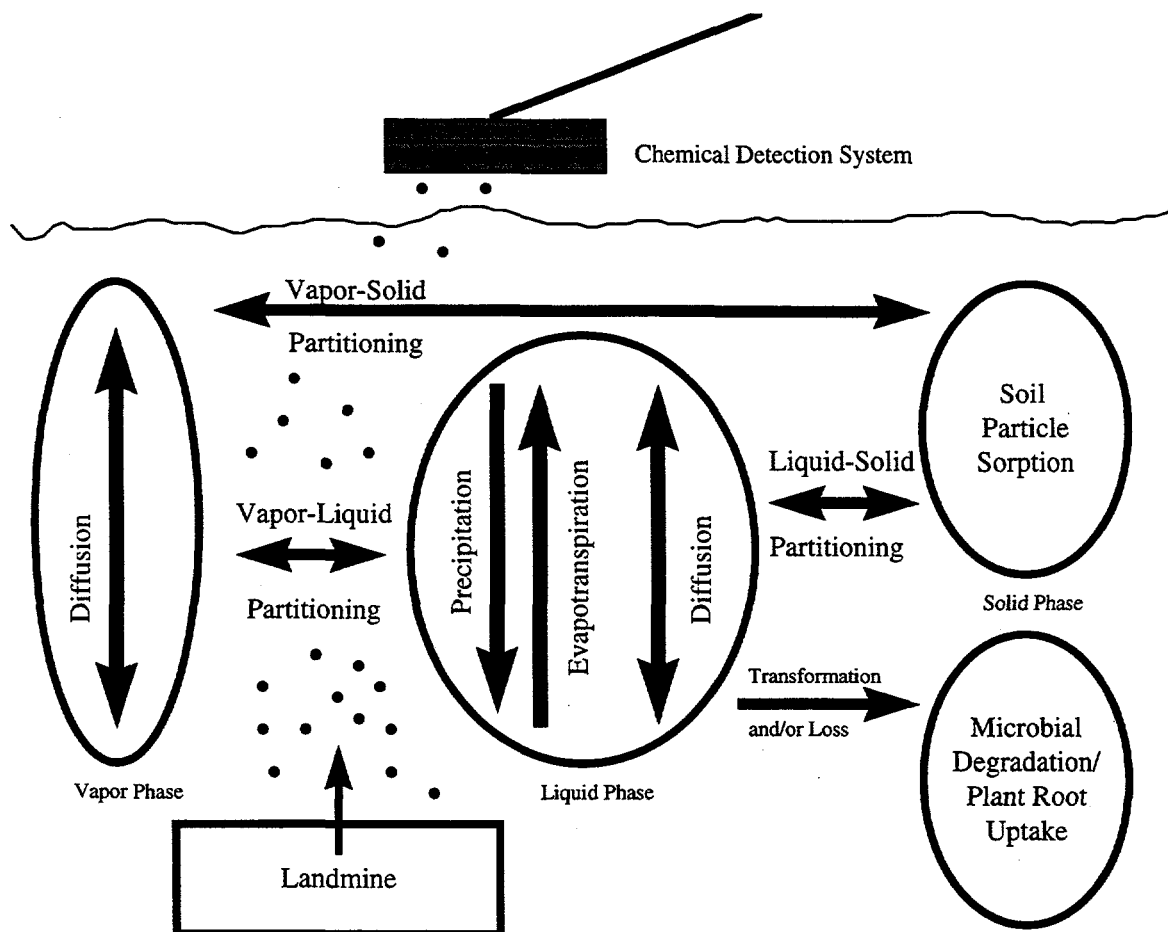 Chemical Detection System
Vapor-Solid
Partitioning
Soil
Particle
Sorption
Solid Phase
Liquid-Solid
Partitioning
Vapor-Liquid
Partitioning
Diffusion
Vapor Phase
Precipitation
Evapotranspiration
Diffusion
Liquid Phase
Transformation
and/or Loss
Microbial
Degradation/
Plant Root
Uptake
Landmine